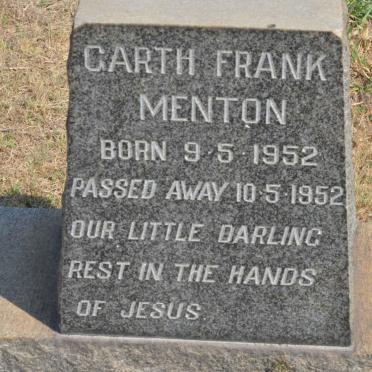 GARTH FRANK
MENTON
BORN 9·5·1952
PASSED AWAY 10·5·1952
OUR LITTLE DARLING
REST IN THE HANDS
OF JESUS